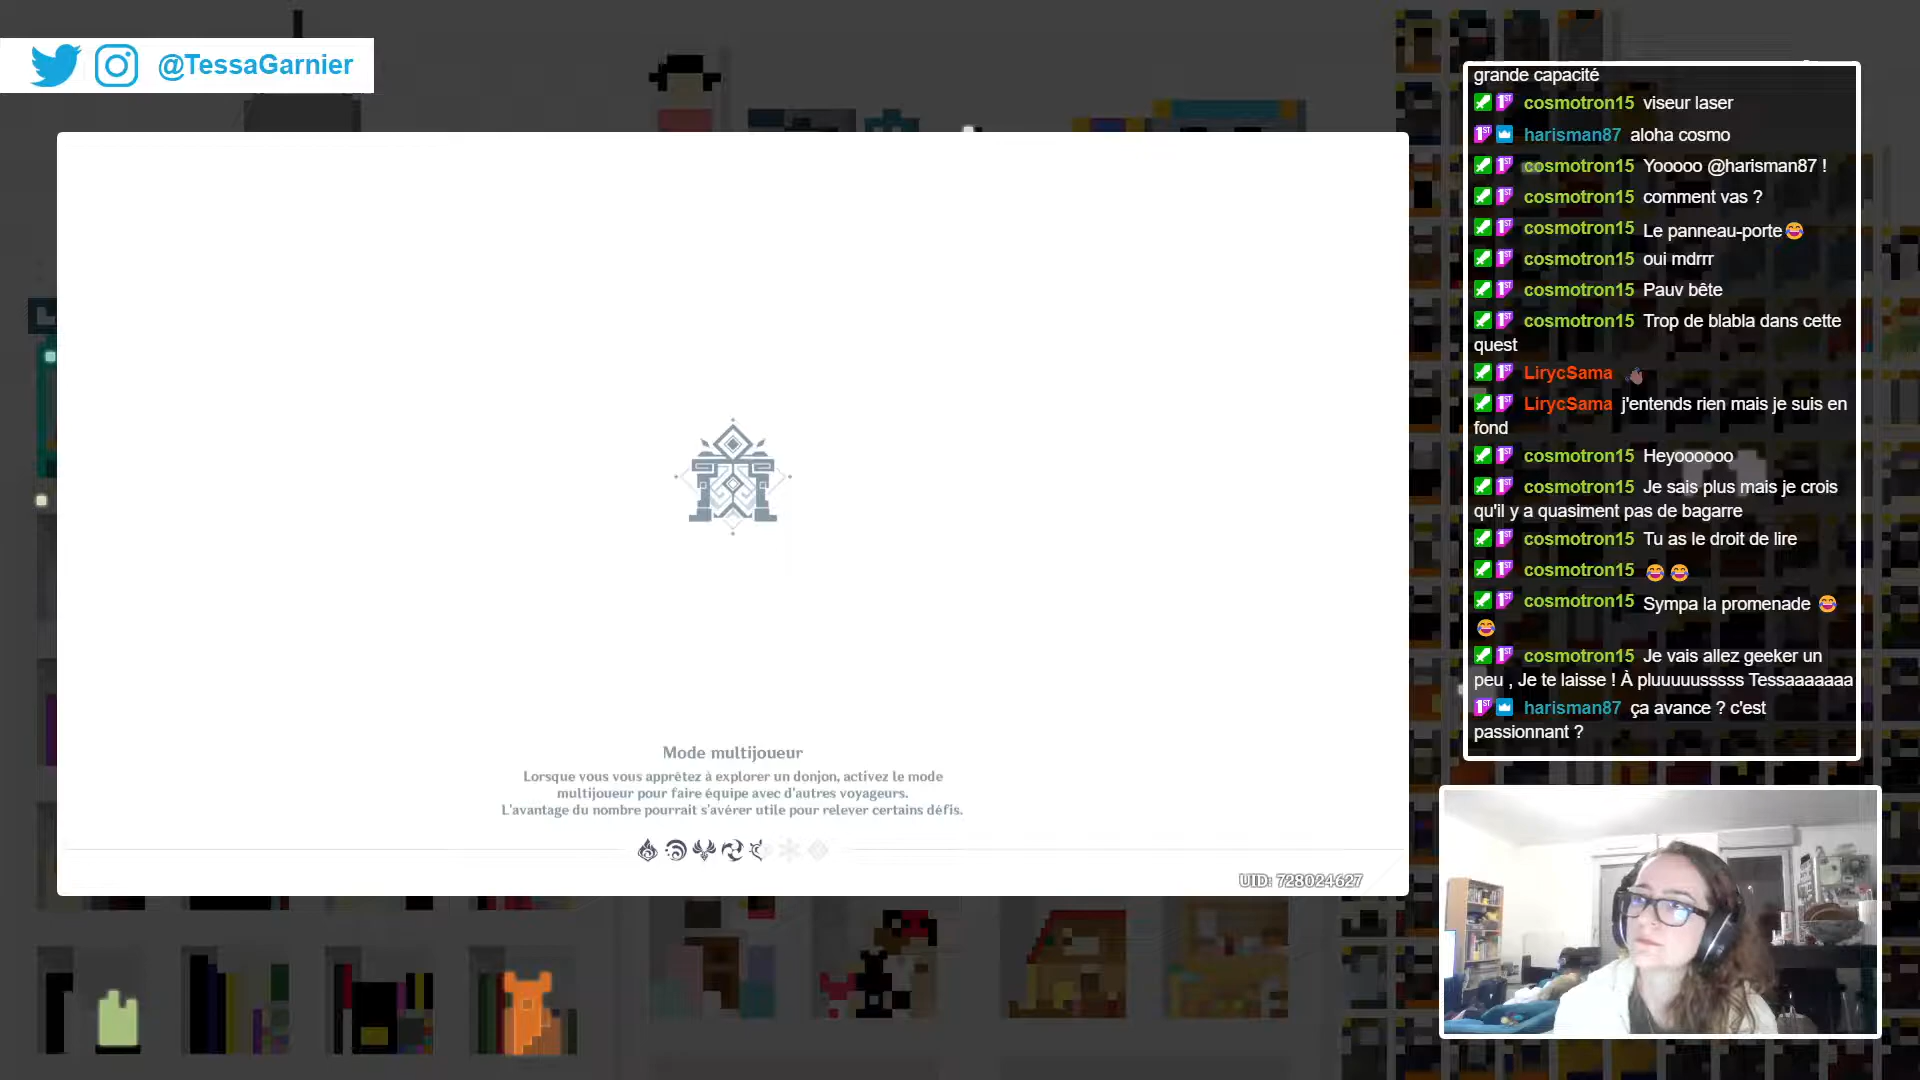 @TessaGarnier
grande capacité
cosmotron15 viseur laser
harisman87 aloha cosmo
cosmotron15 Yooooo @harisman87 !
cosmotron15 comment vas ?
cosmotron15 Le panneau-porte😂
cosmotron15 oui mdrrr
cosmotron15 Pauv bête
cosmotron15 Trop de blabla dans cette
quest
LirycSama
LirycSama j'entends rien mais je suis en
fond
cosmotron15 Heyoooooo
cosmotron15 Je sais plus mais je crois
qu'il y a quasiment pas de bagarre
cosmotron15 Tu as le droit de lire
cosmotron15 😂 😂
cosmotron15 Sympa la promenade 😂
😂
cosmotron15 Je vais allez geeker un
peu , Je te laisse ! À pluuuuusssss Tessaaaaaaa
harisman87 ça avance ? c'est
passionnant ?
Mode multijoueur
Lorsque vous vous apprêtez à explorer un donjon, activez le mode
multijoueur pour faire équipe avec d'autres voyageurs.
L'avantage du nombre pourrait s'avérer utile pour relever certains défis.
UID: 728024627